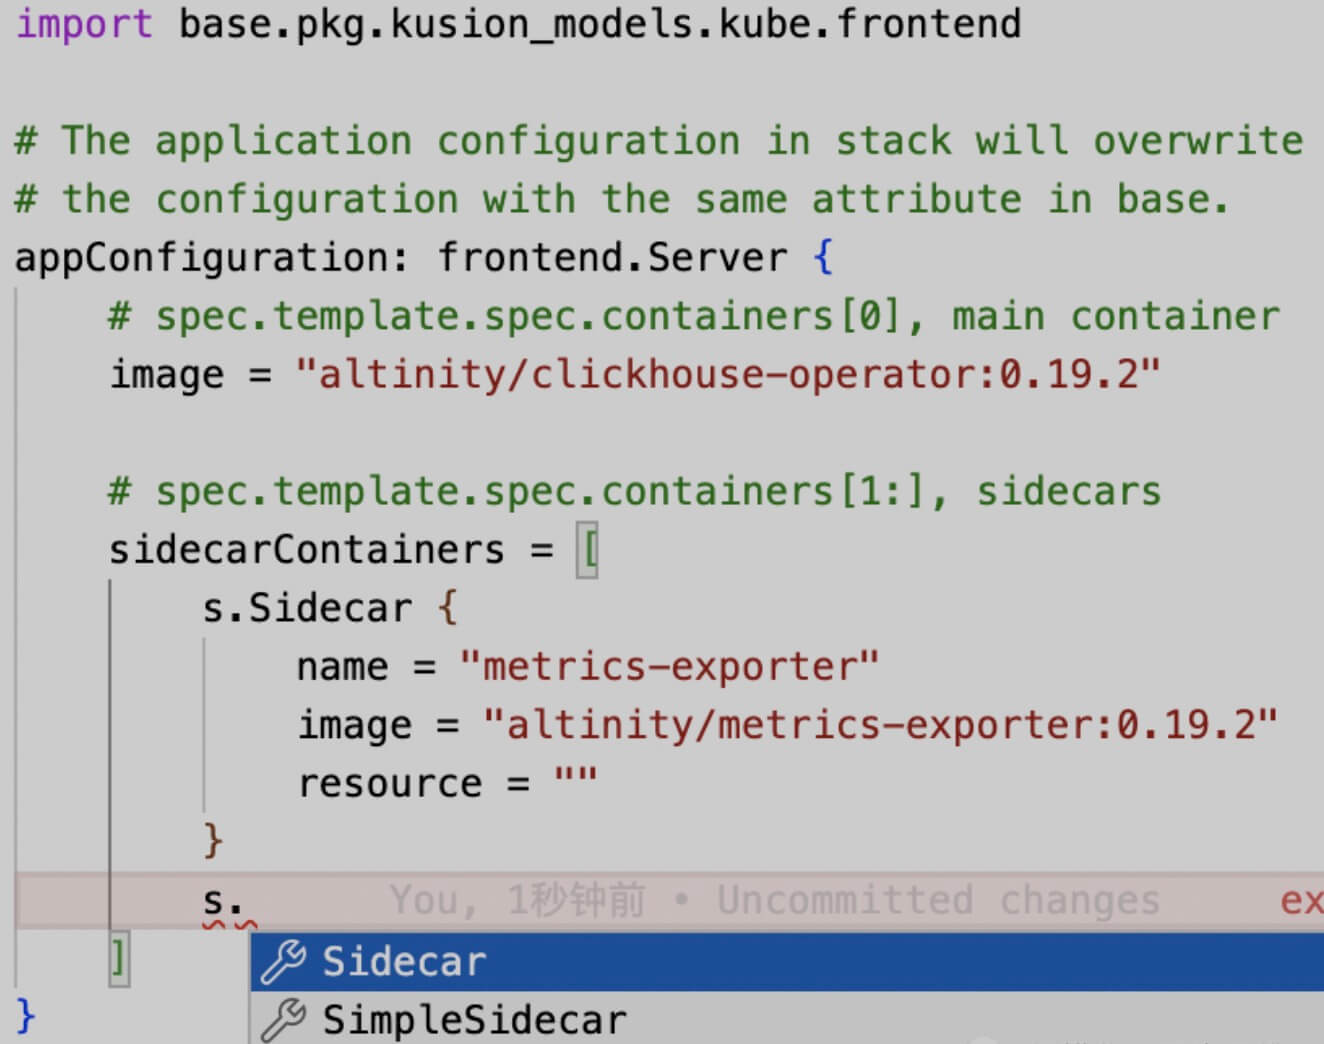 import base.pkg.kusion_models.kube.frontend
# The application configuration in stack will overwrite
# the configuration with the same attribute in base.
appConfiguration: frontend.Server {
# spec.template.spec.containers[0], main container
image = "altinity/clickhouse-operator:0.19.2"
# spec.template.spec.containers[1:], sidecars
sidecarContainers = [
s.Sidecar {
name = "metrics-exporter"
image = "altinity/metrics-exporter:0.19.2"
resource = ""
}
s. You, 1秒钟前 • Uncommitted changes ex
]
Sidecar
}
SimpleSidecar